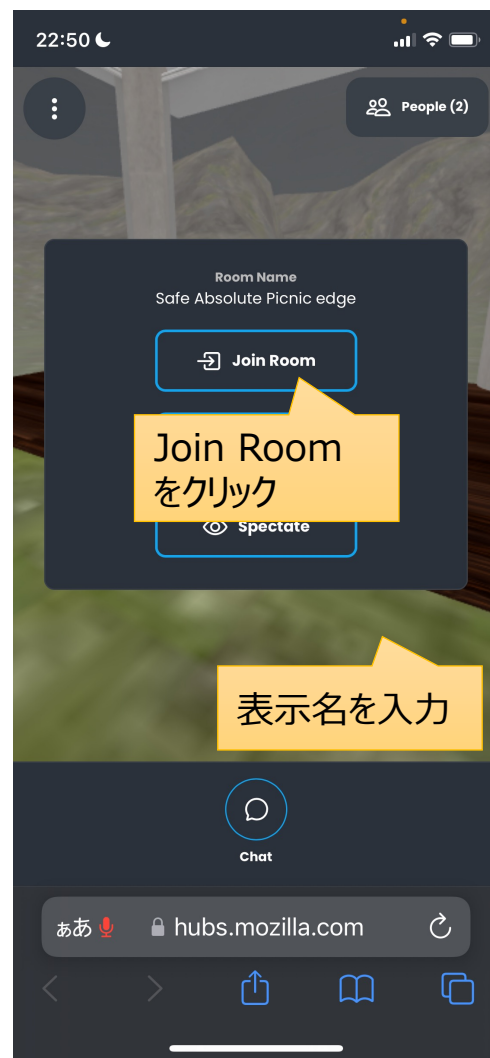 22:50
People (2)
Room Name
Safe Absolute Picnic edge
Join Room
Join Room
をクリック
Spectate
表示名を入力
Chat
ぁあ
hubs.mozilla.com